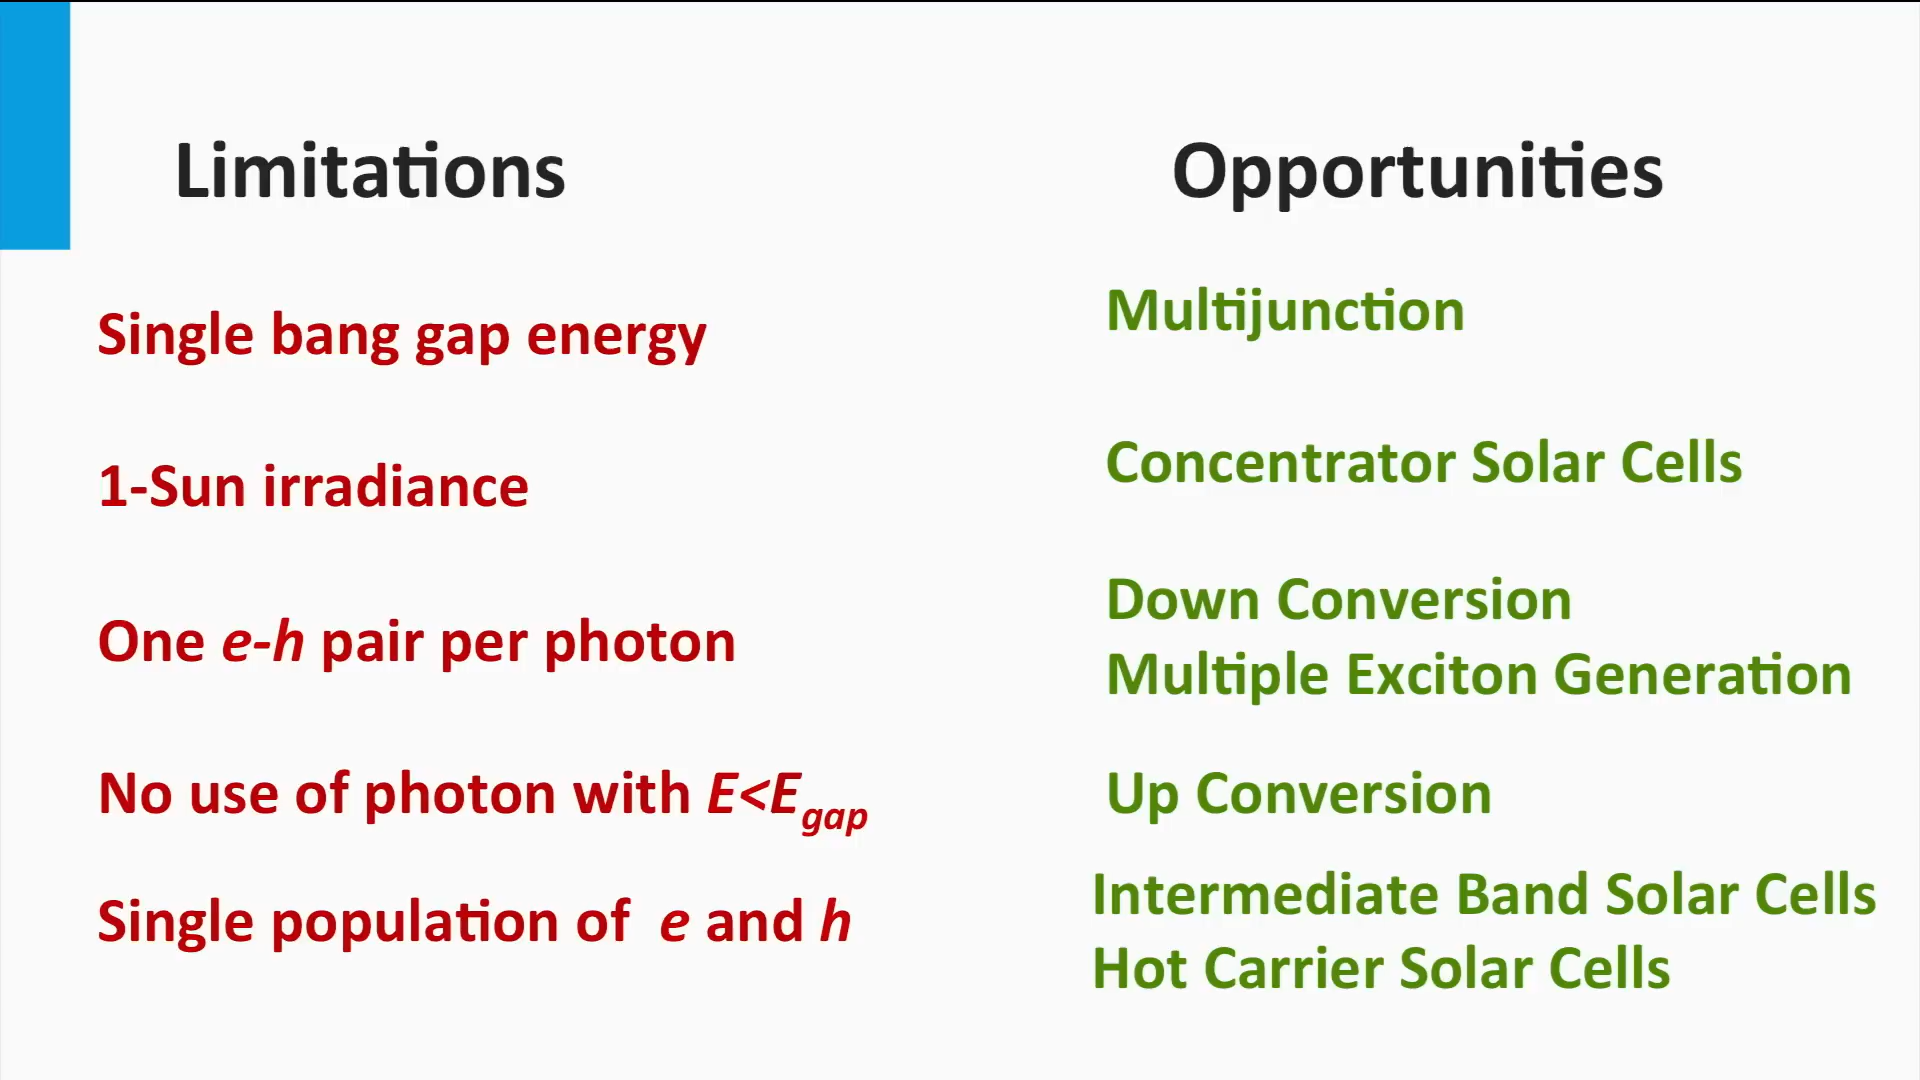 Limitations
Opportunities
Single bang gap energy
Multijunction
1-Sun irradiance
Concentrator Solar Cells
One e-h pair per photon
Down Conversion
Multiple Exciton Generation
No use of photon with E<Egap
Up Conversion
Single population of e and h
Intermediate Band Solar Cells
Hot Carrier Solar Cells